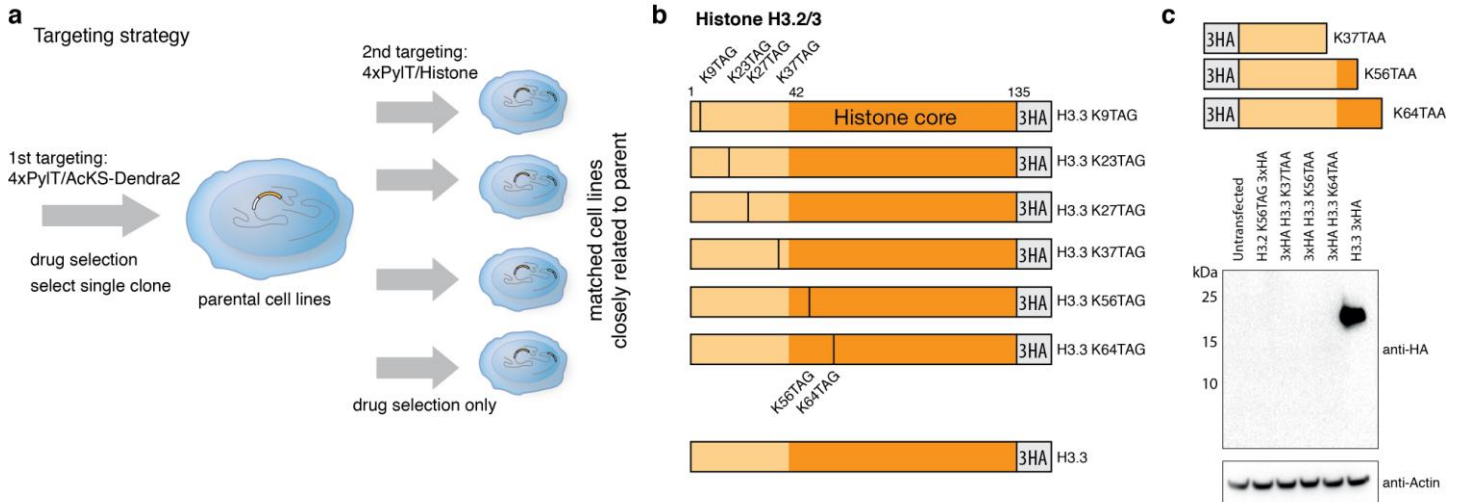 a
Targeting strategy
1st targeting:
4xPylT/AcKS-Dendra2
drug selection
select single clone
parental cell lines
2nd targeting:
4xPylT/Histone
drug selection only
matched cell lines
closely related to parent
b
Histone H3.2/3
K9TAG
K23TAG
K27TAG
K37TAG
1
42
135
Histone core
3HA
H3.3 K9TAG
3HA
H3.3 K23TAG
3HA
H3.3 K27TAG
3HA
H3.3 K37TAG
3HA
H3.3 K56TAG
3HA
H3.3 K64TAG
K56TAG
K64TAG
3HA
H3.3
c
3HA
K37TAA
3HA
K56TAA
3HA
K64TAA
Untransfected
H3.2 K56TAG 3xHA
3xHA H3.3 K37TAA
3xHA H3.3 K56TAA
3xHA H3.3 K64TAA
H3.3 3xHA
kDa
25
15
10
anti-HA
anti-Actin